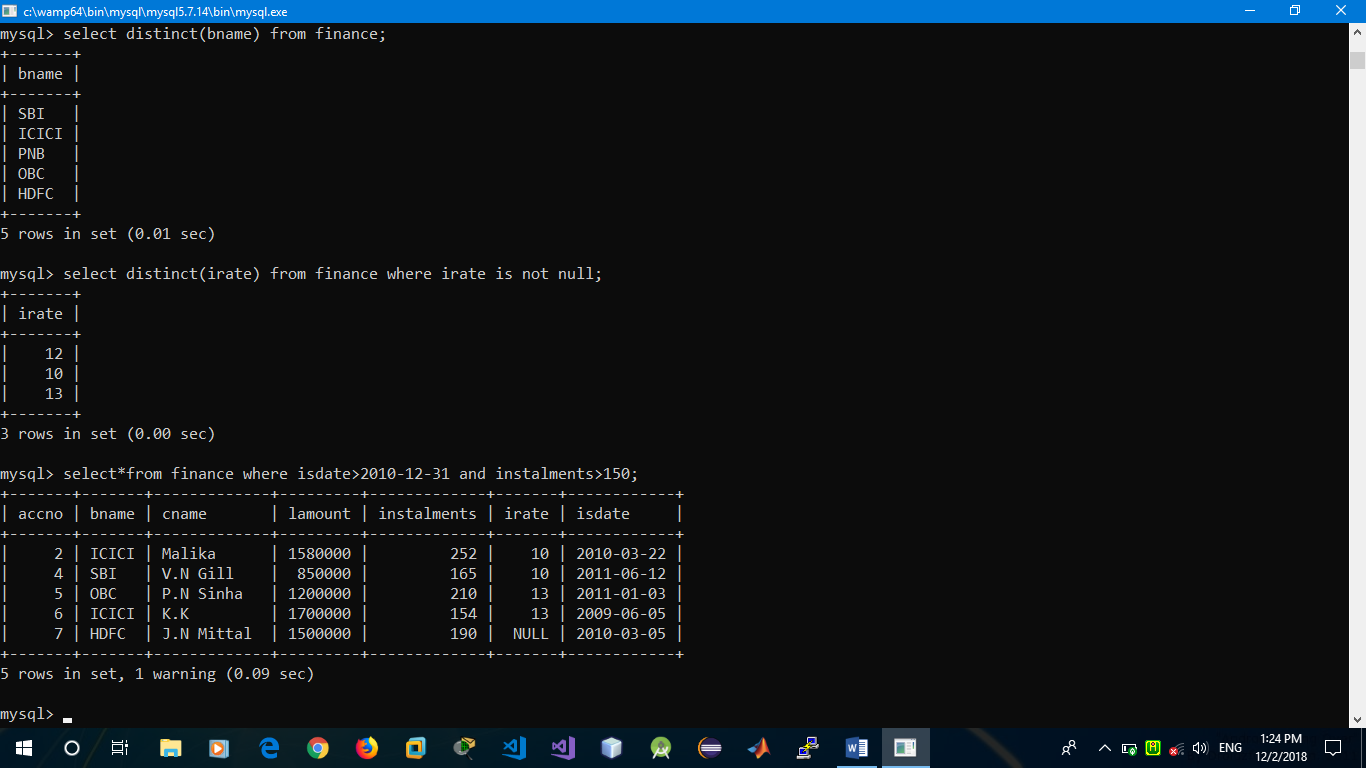 c:\wamp64\bin\mysql\mysql5.7.14\bin\mysql.exe
mysql> select distinct(bname) from finance;
+-------+
| bname |
+-------+
| SBI   |
| ICICI |
| PNB   |
| OBC   |
| HDFC  |
+-------+
5 rows in set (0.01 sec)
mysql> select distinct(irate) from finance where irate is not null;
+-------+
| irate |
+-------+
|    12 |
|    10 |
|    13 |
+-------+
3 rows in set (0.00 sec)
mysql> select*from finance where isdate>2010-12-31 and instalments>150;
+-------+-------+-------------+---------+-------------+-------+------------+
| accno | bname | cname       | lamount | instalments | irate | isdate     |
+-------+-------+-------------+---------+-------------+-------+------------+
|     2 | ICICI | Malika      | 1580000 |         252 |    10 | 2010-03-22 |
|     4 | SBI   | V.N Gill    |  850000 |         165 |    10 | 2011-06-12 |
|     5 | OBC   | P.N Sinha   | 1200000 |         210 |    13 | 2011-01-03 |
|     6 | ICICI | K.K         | 1700000 |         154 |    13 | 2009-06-05 |
|     7 | HDFC  | J.N Mittal  | 1500000 |         190 |  NULL | 2010-03-05 |
+-------+-------+-------------+---------+-------------+-------+------------+
5 rows in set, 1 warning (0.09 sec)
mysql>
ENG
1:24 PM
12/2/2018